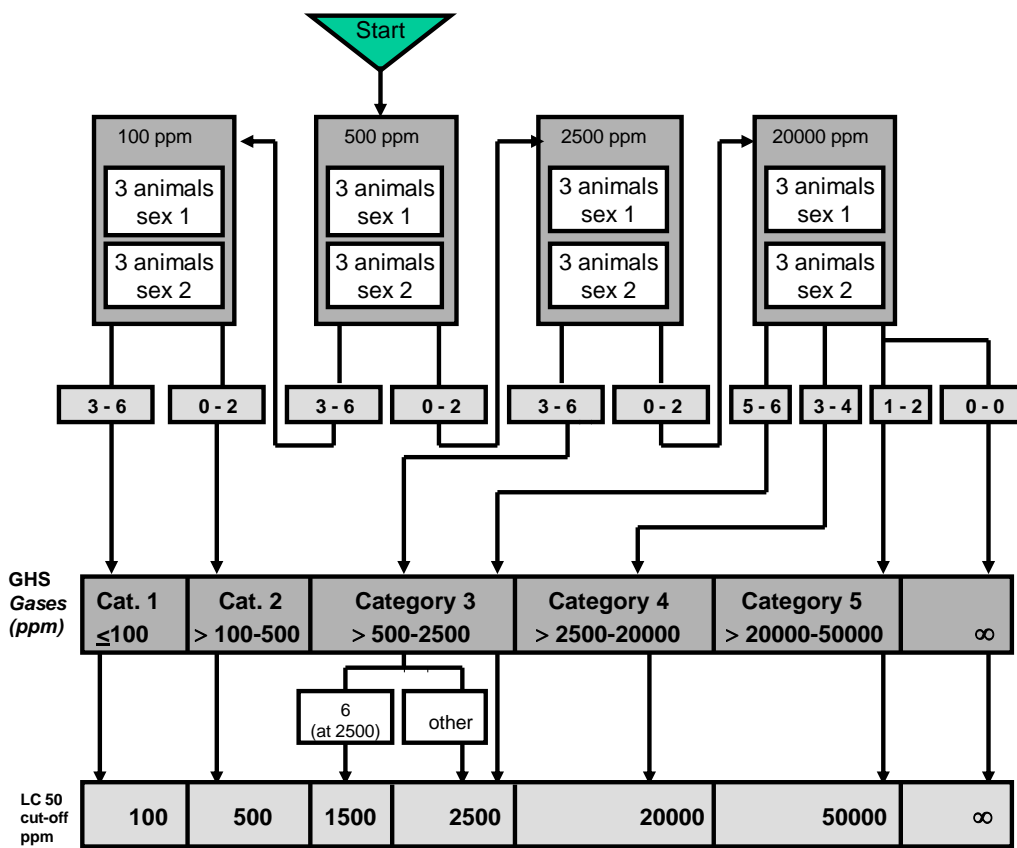 Start
100 ppm
500 ppm
2500 ppm
20000 ppm
3 animals
sex 1
3 animals
sex 1
3 animals
sex 1
3 animals
sex 1
3 animals
sex 2
3 animals
sex 2
3 animals
sex 2
3 animals
sex 2
3 - 6
0 - 2
3 - 6
0 - 2
3 - 6
0 - 2
5 - 6
3 - 4
1 - 2
0 - 0
GHS
Gases
(ppm)
Cat. 1
≤100
Cat. 2
> 100-500
Category 3
> 500-2500
Category 4
> 2500-20000
Category 5
> 20000-50000
∞
6
(at 2500)
other
LC 50
cut-off
ppm
100
500
1500
2500
20000
50000
∞